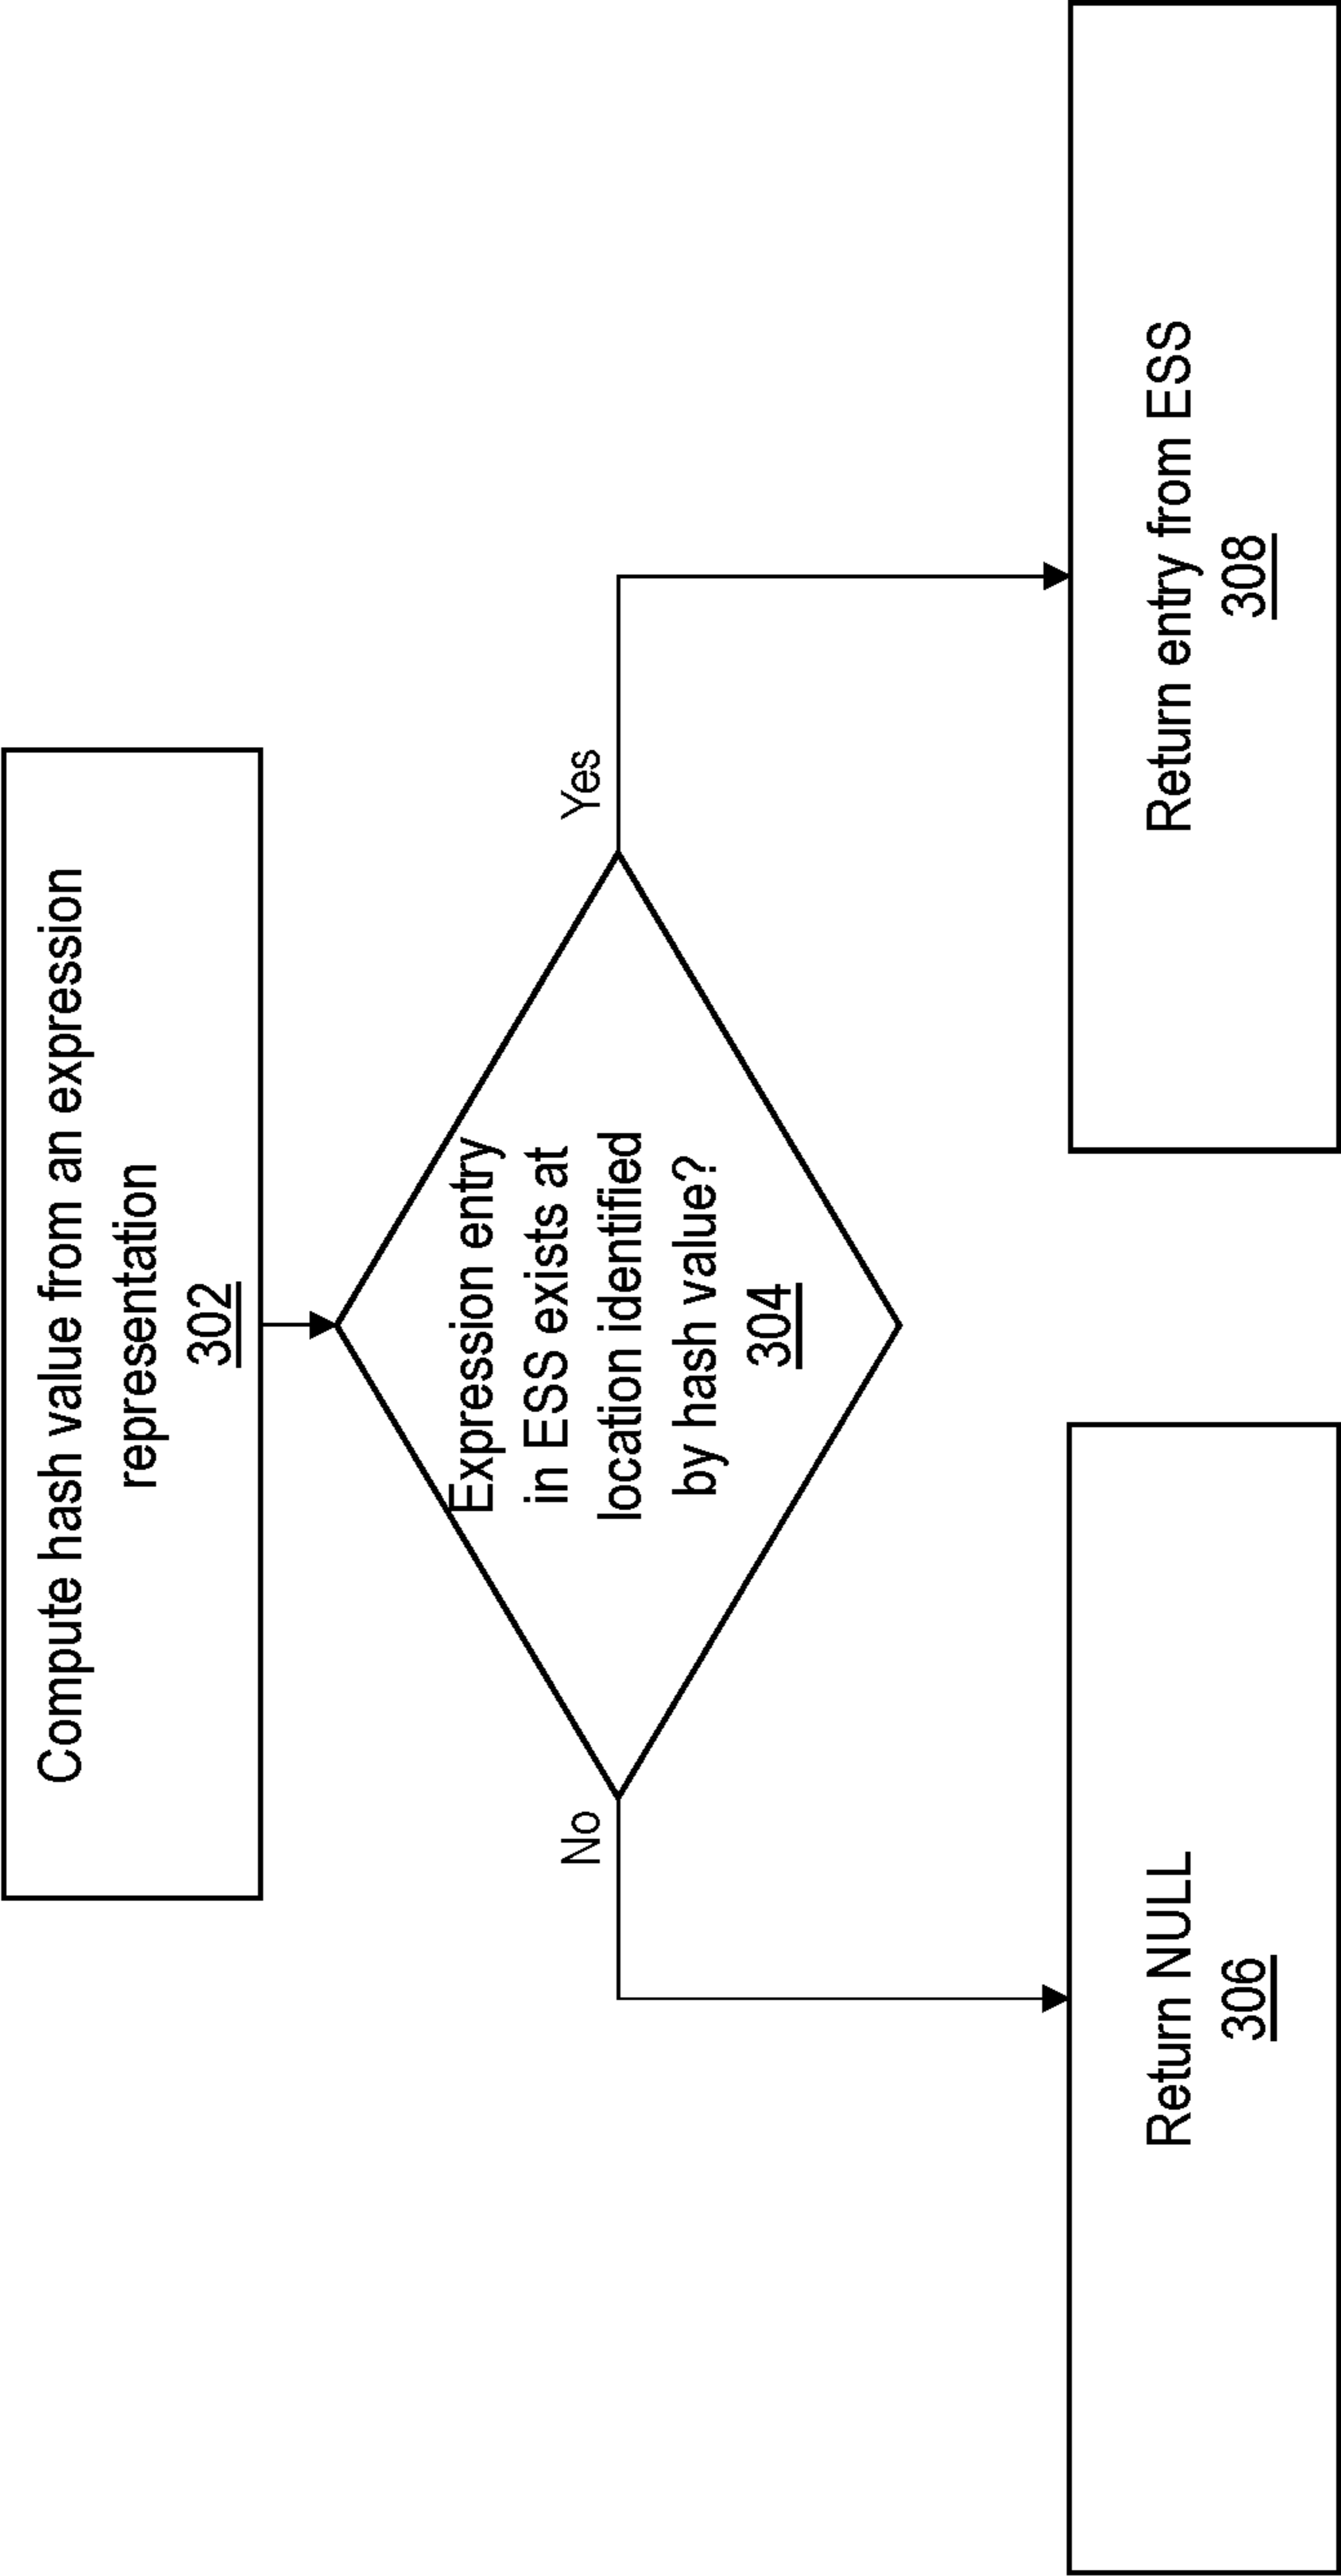 Compute hash value from an expression
representation
302
Expression entry
in ESS exists at
location identified
by hash value?
304
No
Yes
Return NULL
306
Return entry from ESS
308